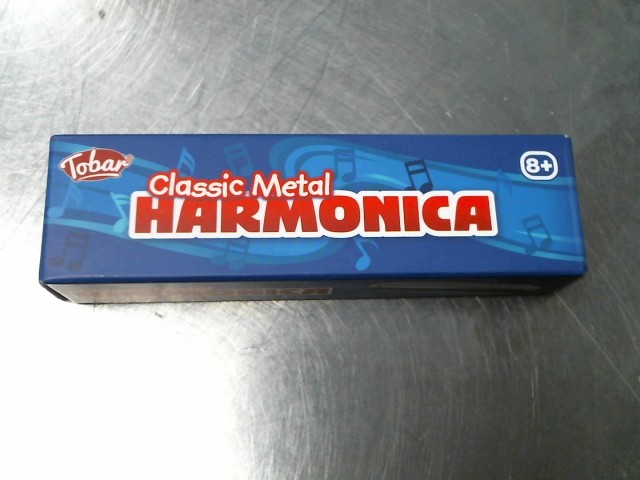 Tobar
8+
Classic Metal
HARMONICA